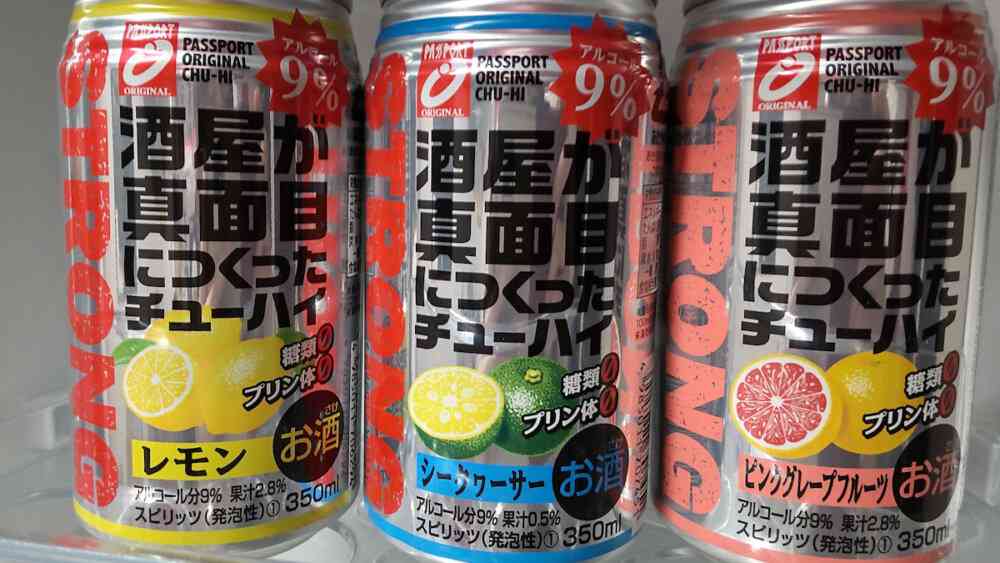 STRONG
PASSPORT
ORIGINAL
PASSPORT
ORIGINAL
CHU-HI
アルコール
9%
酒屋が
真面目
につくった
チューハイ
糖類0
プリン体0
おさけ
お酒
レモン
アルコール分9% 果汁2.8%
スピリッツ(発泡性)① 350ml
STRONG
PASSPORT
ORIGINAL
PASSPORT
ORIGINAL
CHU-HI
アルコール
9%
酒屋が
真面目
につくった
チューハイ
糖類0
プリン体0
お酒
シークヮーサー
アルコール分9% 果汁0.5%
スピリッツ(発泡性)① 350ml
STRONG
PASSPORT
ORIGINAL
PASSPORT
ORIGINAL
CHU-HI
アルコール
9%
酒屋が
真面目
につくった
チューハイ
糖類0
プリン体0
お酒
ピンクグレープフルーツ
アルコール分9% 果汁2.8%
スピリッツ(発泡性)① 350ml